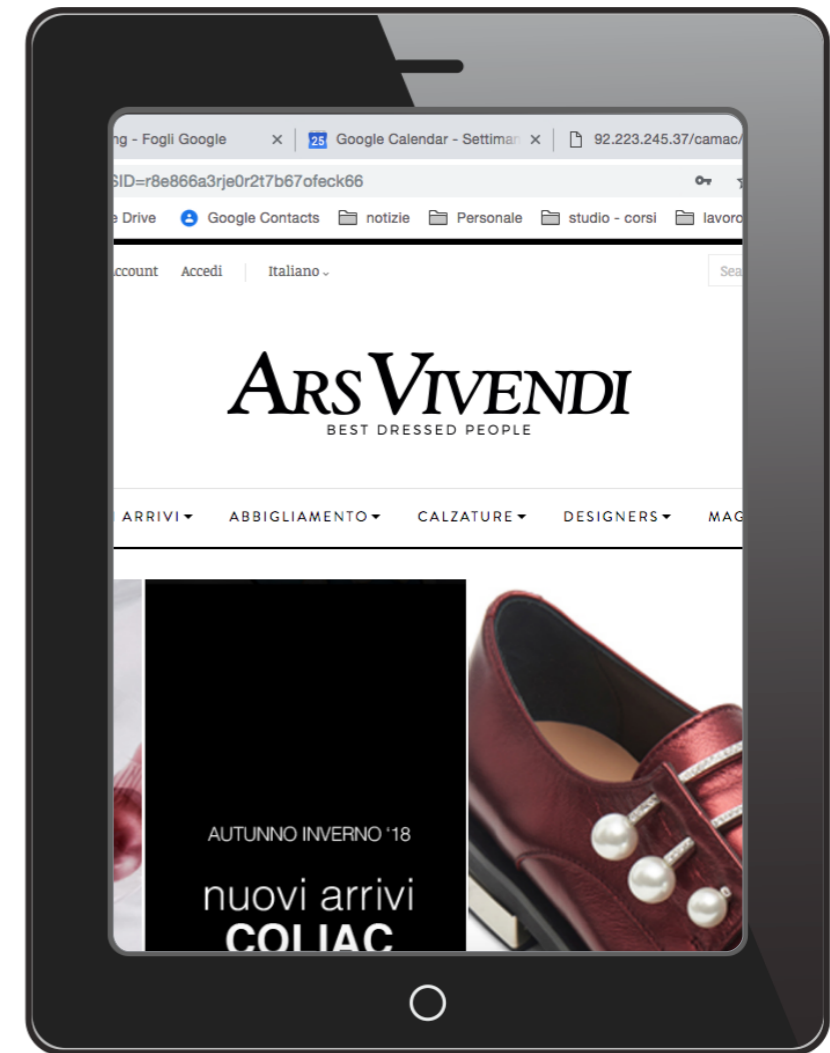 ng - Fogli Google 25 Google Calendar - Settiman 92.223.245.37/camac/
SID=r8e866a3rje0r2t7b67ofeck66
e Drive Google Contacts notizie Personale studio - corsi lavoro
Account Accedi Italiano Sea
ARS VIVENDI
BEST DRESSED PEOPLE
I ARRIVI ABBIGLIAMENTO CALZATURE DESIGNERS MAG
AUTUNNO INVERNO ‘18
nuovi arrivi
COLIAC